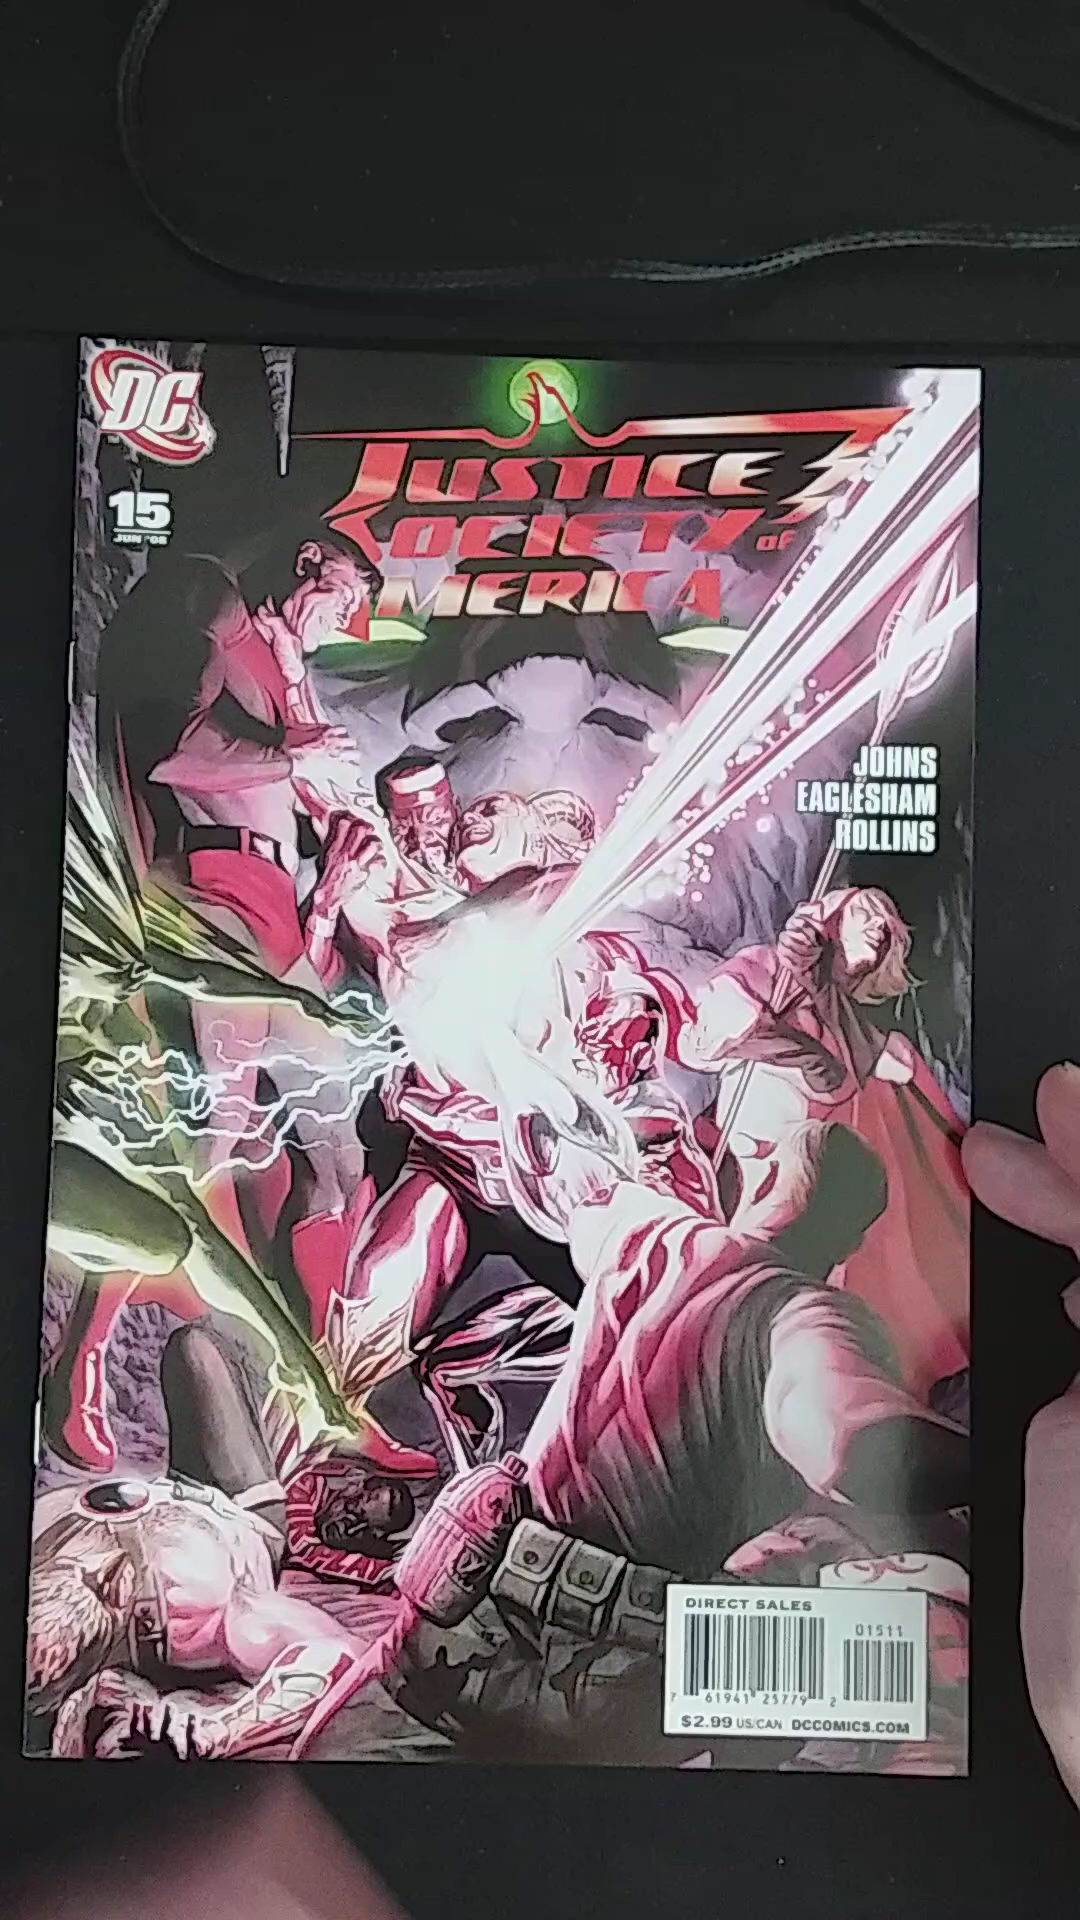 DC
15
JUN '08
JUSTICE
SOCIETY OF
AMERICA
JOHNS
EAGLESHAM
ROLLINS
DIRECT SALES
01511
7 61941 25779 2
$2.99 US/CAN DCCOMICS.COM